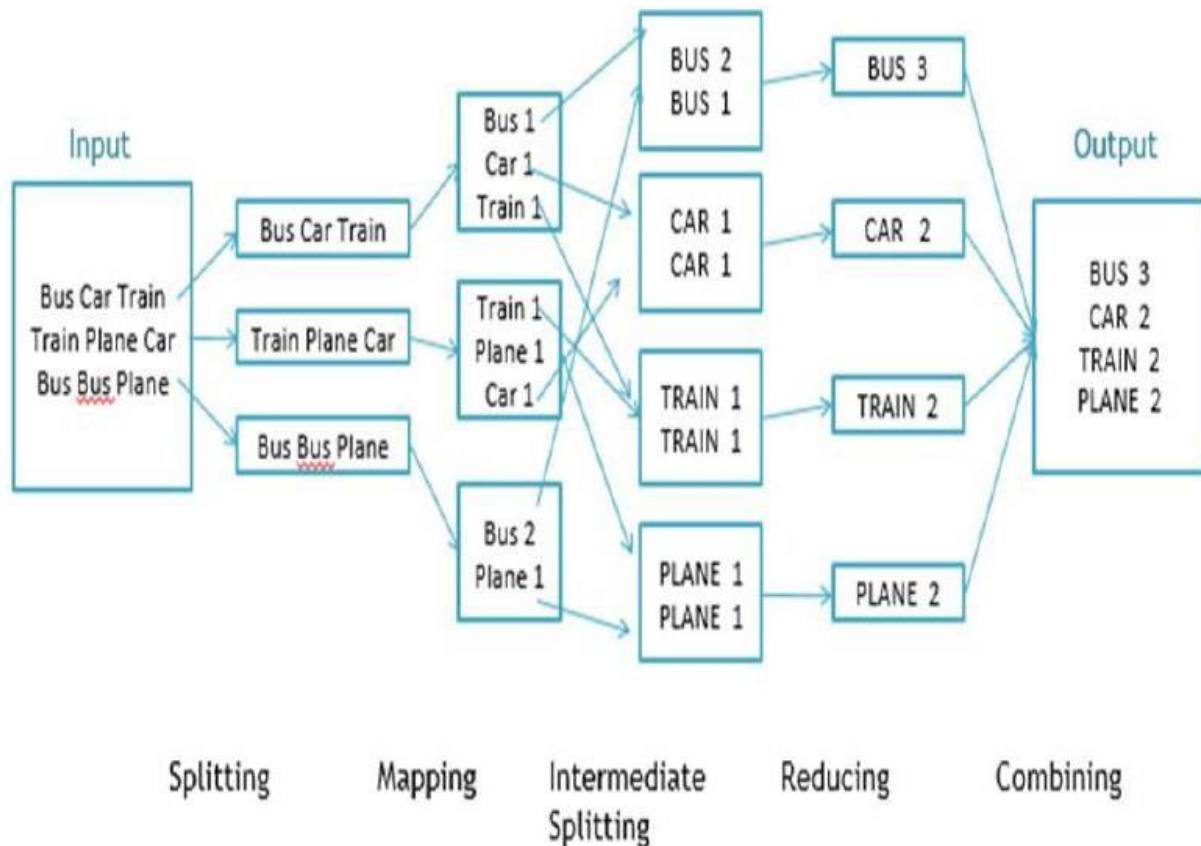 Input
Bus Car Train
Train Plane Car
Bus Bus Plane
Bus Car Train
Train Plane Car
Bus Bus Plane
Bus 1
Car 1
Train 1
Train 1
Plane 1
Car 1
Bus 2
Plane 1
BUS 2
BUS 1
CAR 1
CAR 1
TRAIN 1
TRAIN 1
PLANE 1
PLANE 1
BUS 3
CAR 2
TRAIN 2
PLANE 2
Output
BUS 3
CAR 2
TRAIN 2
PLANE 2
Splitting
Mapping
Intermediate
Splitting
Reducing
Combining